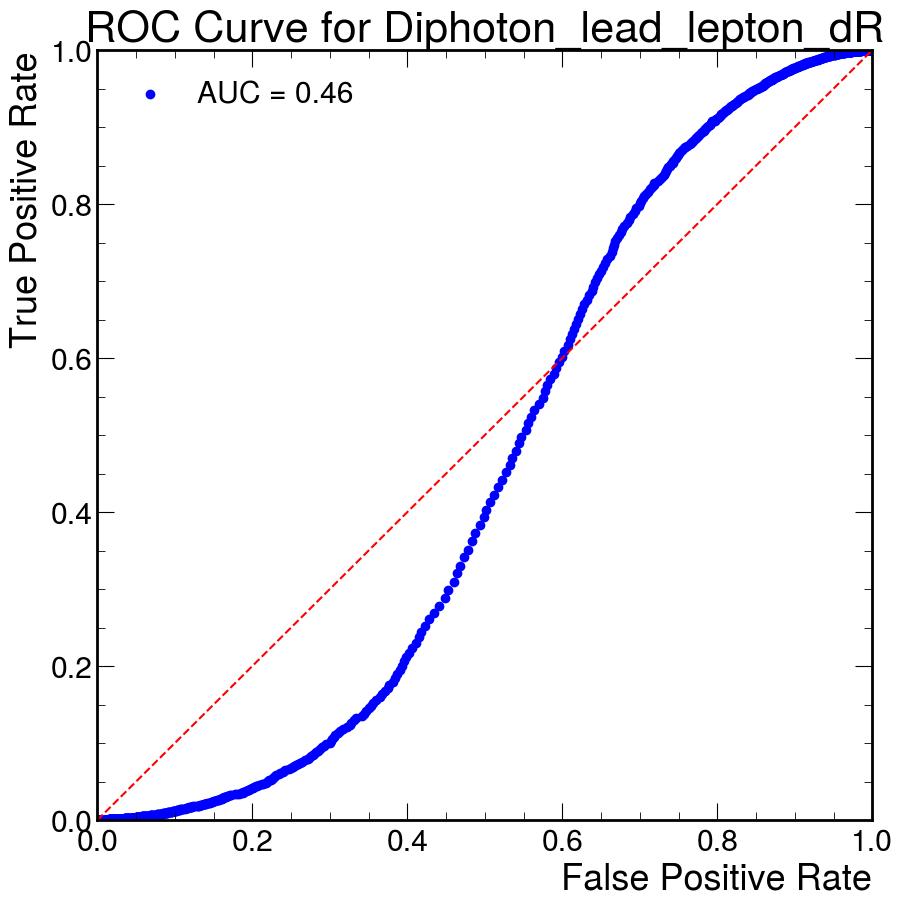 ROC Curve for Diphoton_lead_lepton_dR
True Positive Rate
1.0
0.8
0.6
0.4
0.2
0.0
AUC = 0.46
0.0 0.2 0.4 0.6 0.8 1.0
False Positive Rate